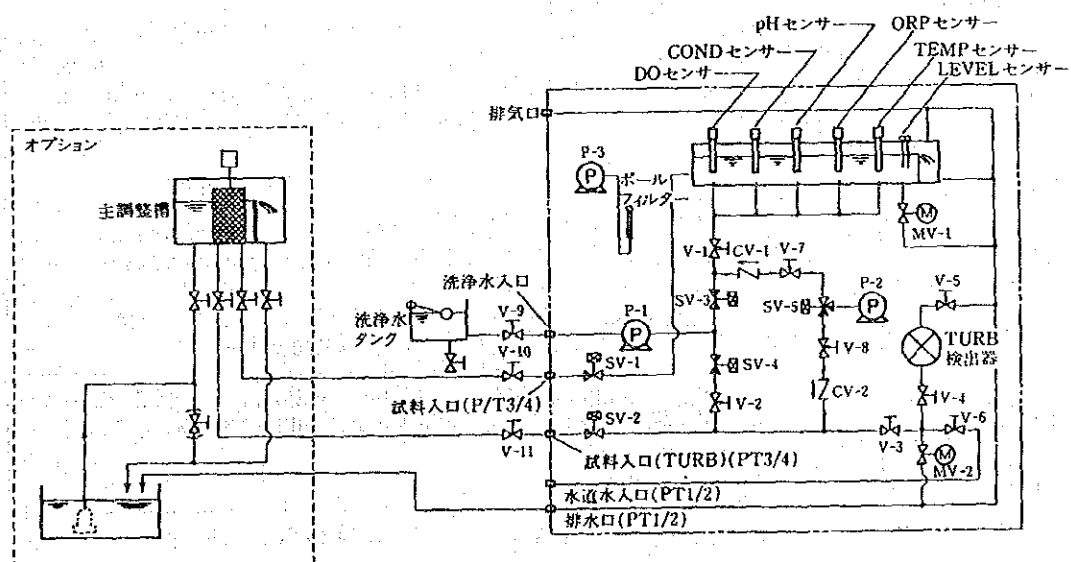 pHセンサー
ORPセンサー
CONDセンサー
TEMPセンサー
DOセンサー
LEVELセンサー
排気口
オプション
P-3
P
ボール
フィルター
主調整槽
M
MV-1
V-1
CV-1
V-7
洗浄水入口
V-9
P-1
P
SV-3
SV-5
P-2
P
V-5
洗浄水
タンク
V-10
SV-1
SV-4
V-8
TURB
検出器
試料入口(P/T3/4)
V-2
CV-2
V-4
SV-2
V-6
V-11
V-3
試料入口(TURB)(PT3/4)
M
MV-2
水道水入口(PT1/2)
排水口(PT1/2)